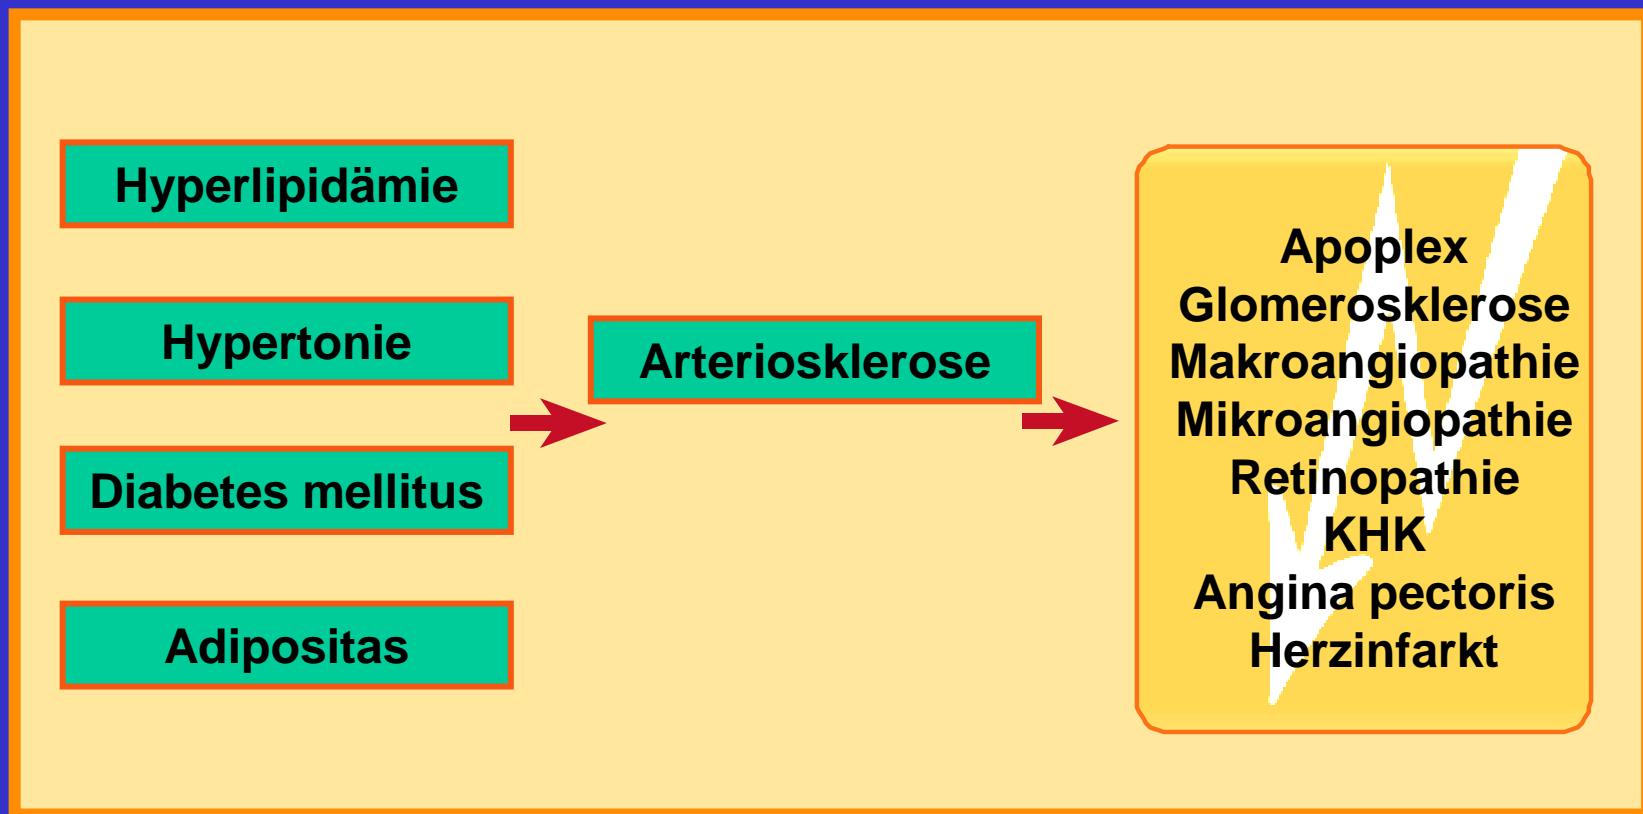 Hyperlipidämie
Hypertonie
Diabetes mellitus
Adipositas
Arteriosklerose
Apoplex
Glomerosklerose
Makroangiopathie
Mikroangiopathie
Retinopathie
KHK
Angina pectoris
Herzinfarkt